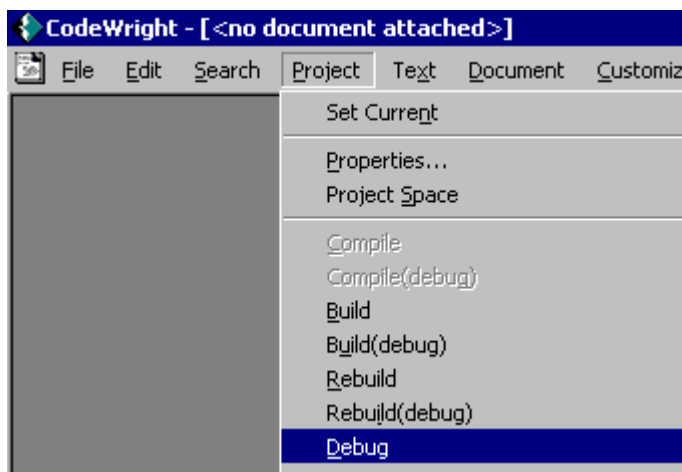 CodeWright - [<no document attached>]
File Edit Search Project Text Document Customiz
Set Current
Properties...
Project Space
Compile
Compile(debug)
Build
Build(debug)
Rebuild
Rebuild(debug)
Debug